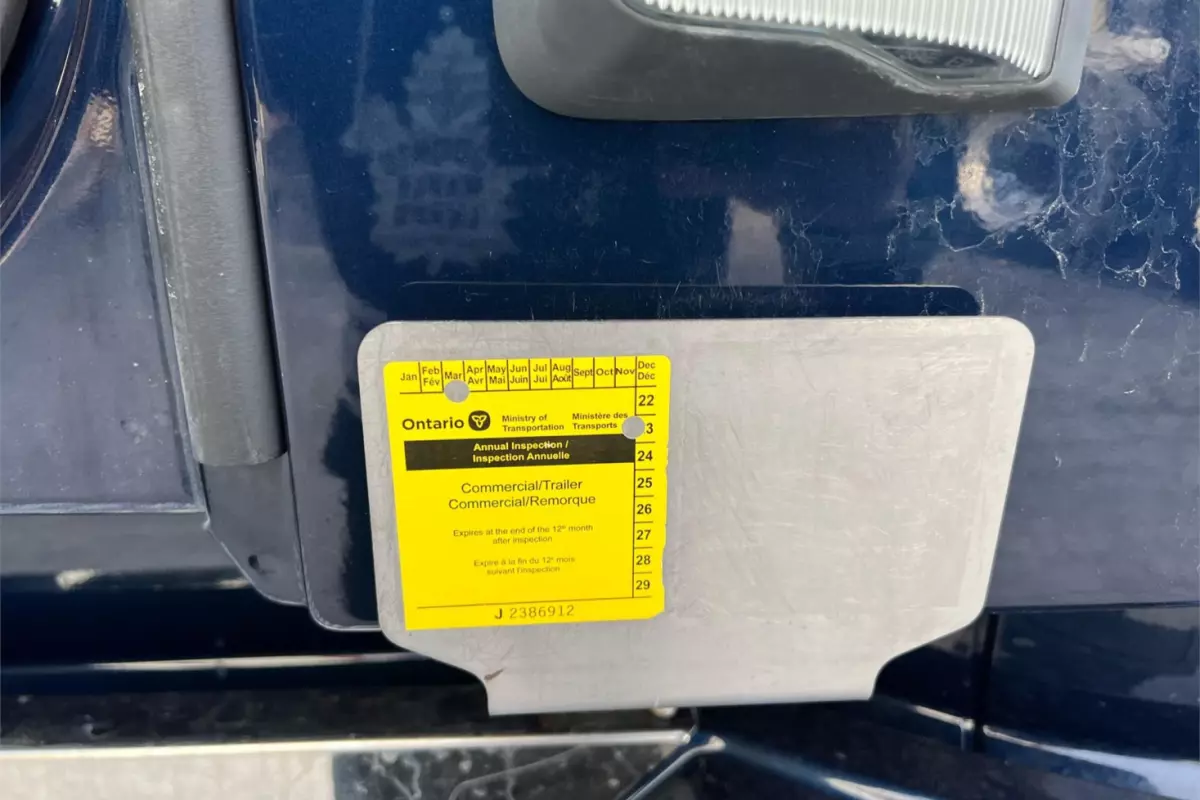 Jan Feb Mar Apr May Jun Jul Aug Sept Oct Nov Dec
Fév Avr Mai Juin Jui Août Déc
22
Ontario Ministry of Ministère des
Transportation Transports 3
Annual Inspection /
Inspection Annuelle
24
Commercial/Trailer 25
Commercial/Remorque
26
Expires at the end of the 12th month 27
after inspection
Expire à la fin du 12e mois 28
suivant l'inspection
29
J 2386912